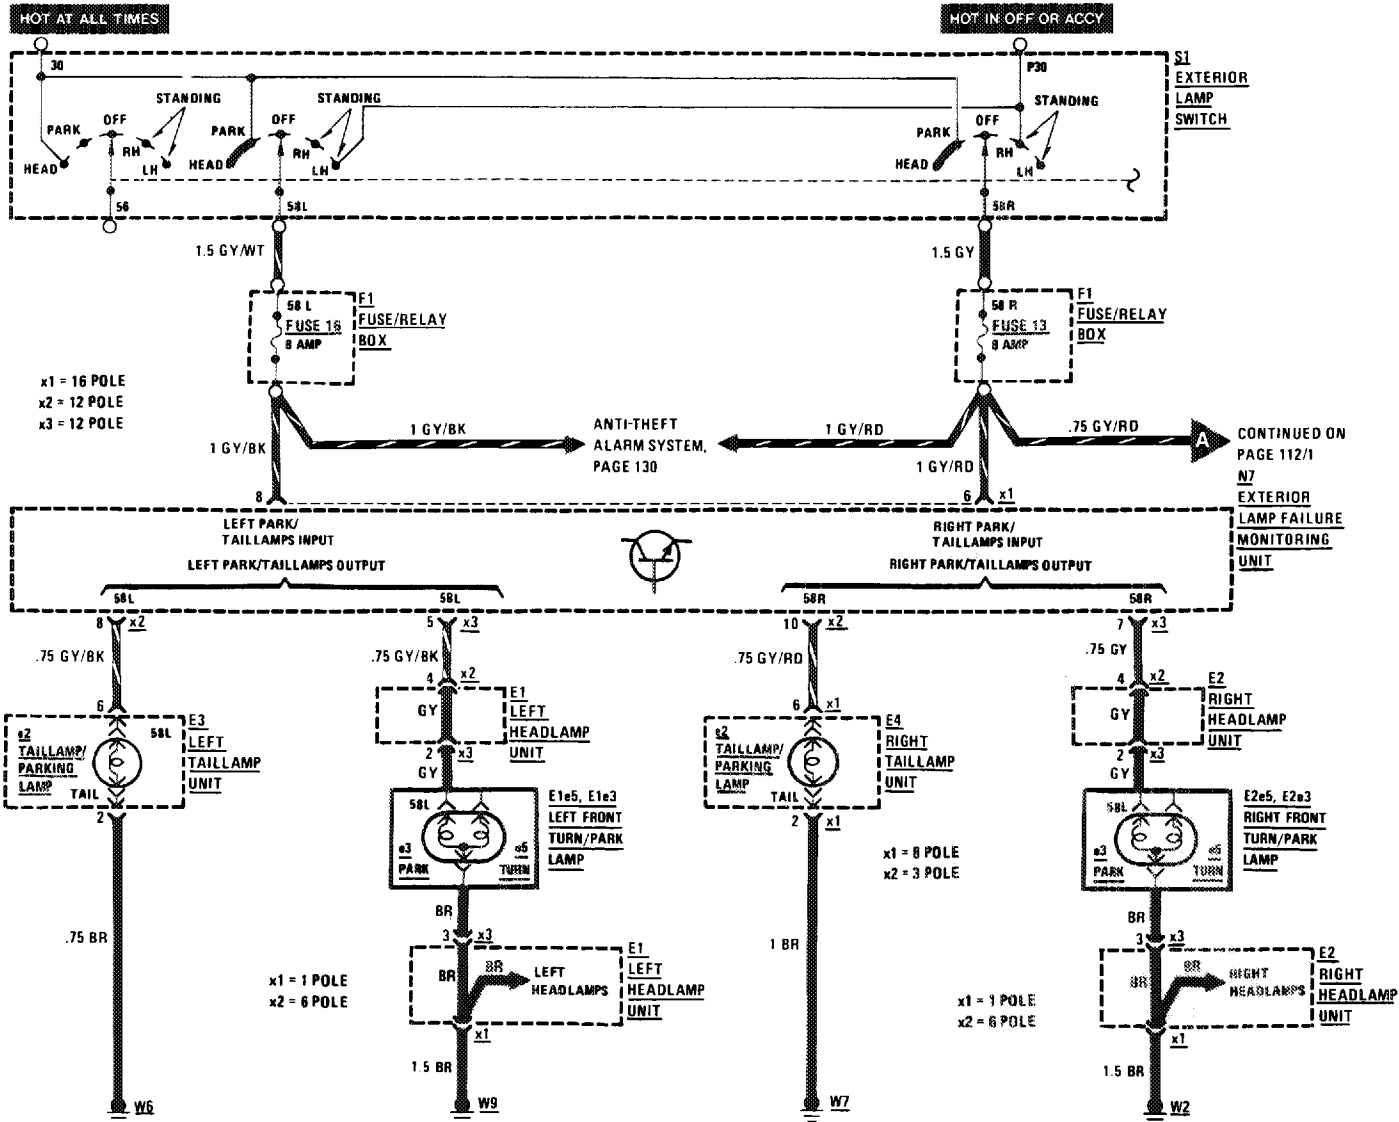 HOT AT ALL TIMES
HOT IN OFF OR ACCY
30
P30
S1
EXTERIOR
LAMP
SWITCH
STANDING
STANDING
STANDING
OFF
OFF
OFF
PARK
PARK
PARK
RH
RH
RH
HEAD
LH
HEAD
LH
HEAD
LH
56
58L
58R
1.5 GY/WT
1.5 GY
58 L
FUSE 16
8 AMP
F1
FUSE/RELAY
BOX
58 R
FUSE 13
8 AMP
F1
FUSE/RELAY
BOX
x1 = 16 POLE
x2 = 12 POLE
x3 = 12 POLE
1 GY/BK
1 GY/BK
ANTI-THEFT
ALARM SYSTEM,
PAGE 130
1 GY/RD
1 GY/RD
.75 GY/RD
A
CONTINUED ON
PAGE 112/1
8
6
x1
N7
EXTERIOR
LAMP FAILURE
MONITORING
UNIT
LEFT PARK/
TAILLAMPS INPUT
LEFT PARK/TAILLAMPS OUTPUT
RIGHT PARK/
TAILLAMPS INPUT
RIGHT PARK/TAILLAMPS OUTPUT
58L
58L
58R
58R
8
x2
5
x3
10
x2
7
x3
.75 GY/BK
.75 GY/BK
.75 GY/RD
.75 GY
4
x2
4
x2
6
E3
LEFT
TAILLAMP
UNIT
58L
e2
TAILLAMP/
PARKING
LAMP
TAIL
2
GY
E1
LEFT
HEADLAMP
UNIT
2
x3
GY
6
x1
E4
RIGHT
TAILLAMP
UNIT
e2
TAILLAMP/
PARKING
LAMP
TAIL
2
x1
GY
E2
RIGHT
HEADLAMP
UNIT
2
x3
GY
58L
e3
PARK
e5
TURN
E1e5, E1e3
LEFT FRONT
TURN/PARK
LAMP
x1 = 8 POLE
x2 = 3 POLE
58L
e3
PARK
e5
TURN
E2e5, E2e3
RIGHT FRONT
TURN/PARK
LAMP
.75 BR
BR
3
x3
1 BR
BR
3
x3
x1 = 1 POLE
x2 = 6 POLE
BR
BR
LEFT
HEADLAMPS
E1
LEFT
HEADLAMP
UNIT
x1
x1 = 1 POLE
x2 = 6 POLE
BR
BR
RIGHT
HEADLAMPS
E2
RIGHT
HEADLAMP
UNIT
x1
1.5 BR
1.5 BR
W6
W9
W7
W2